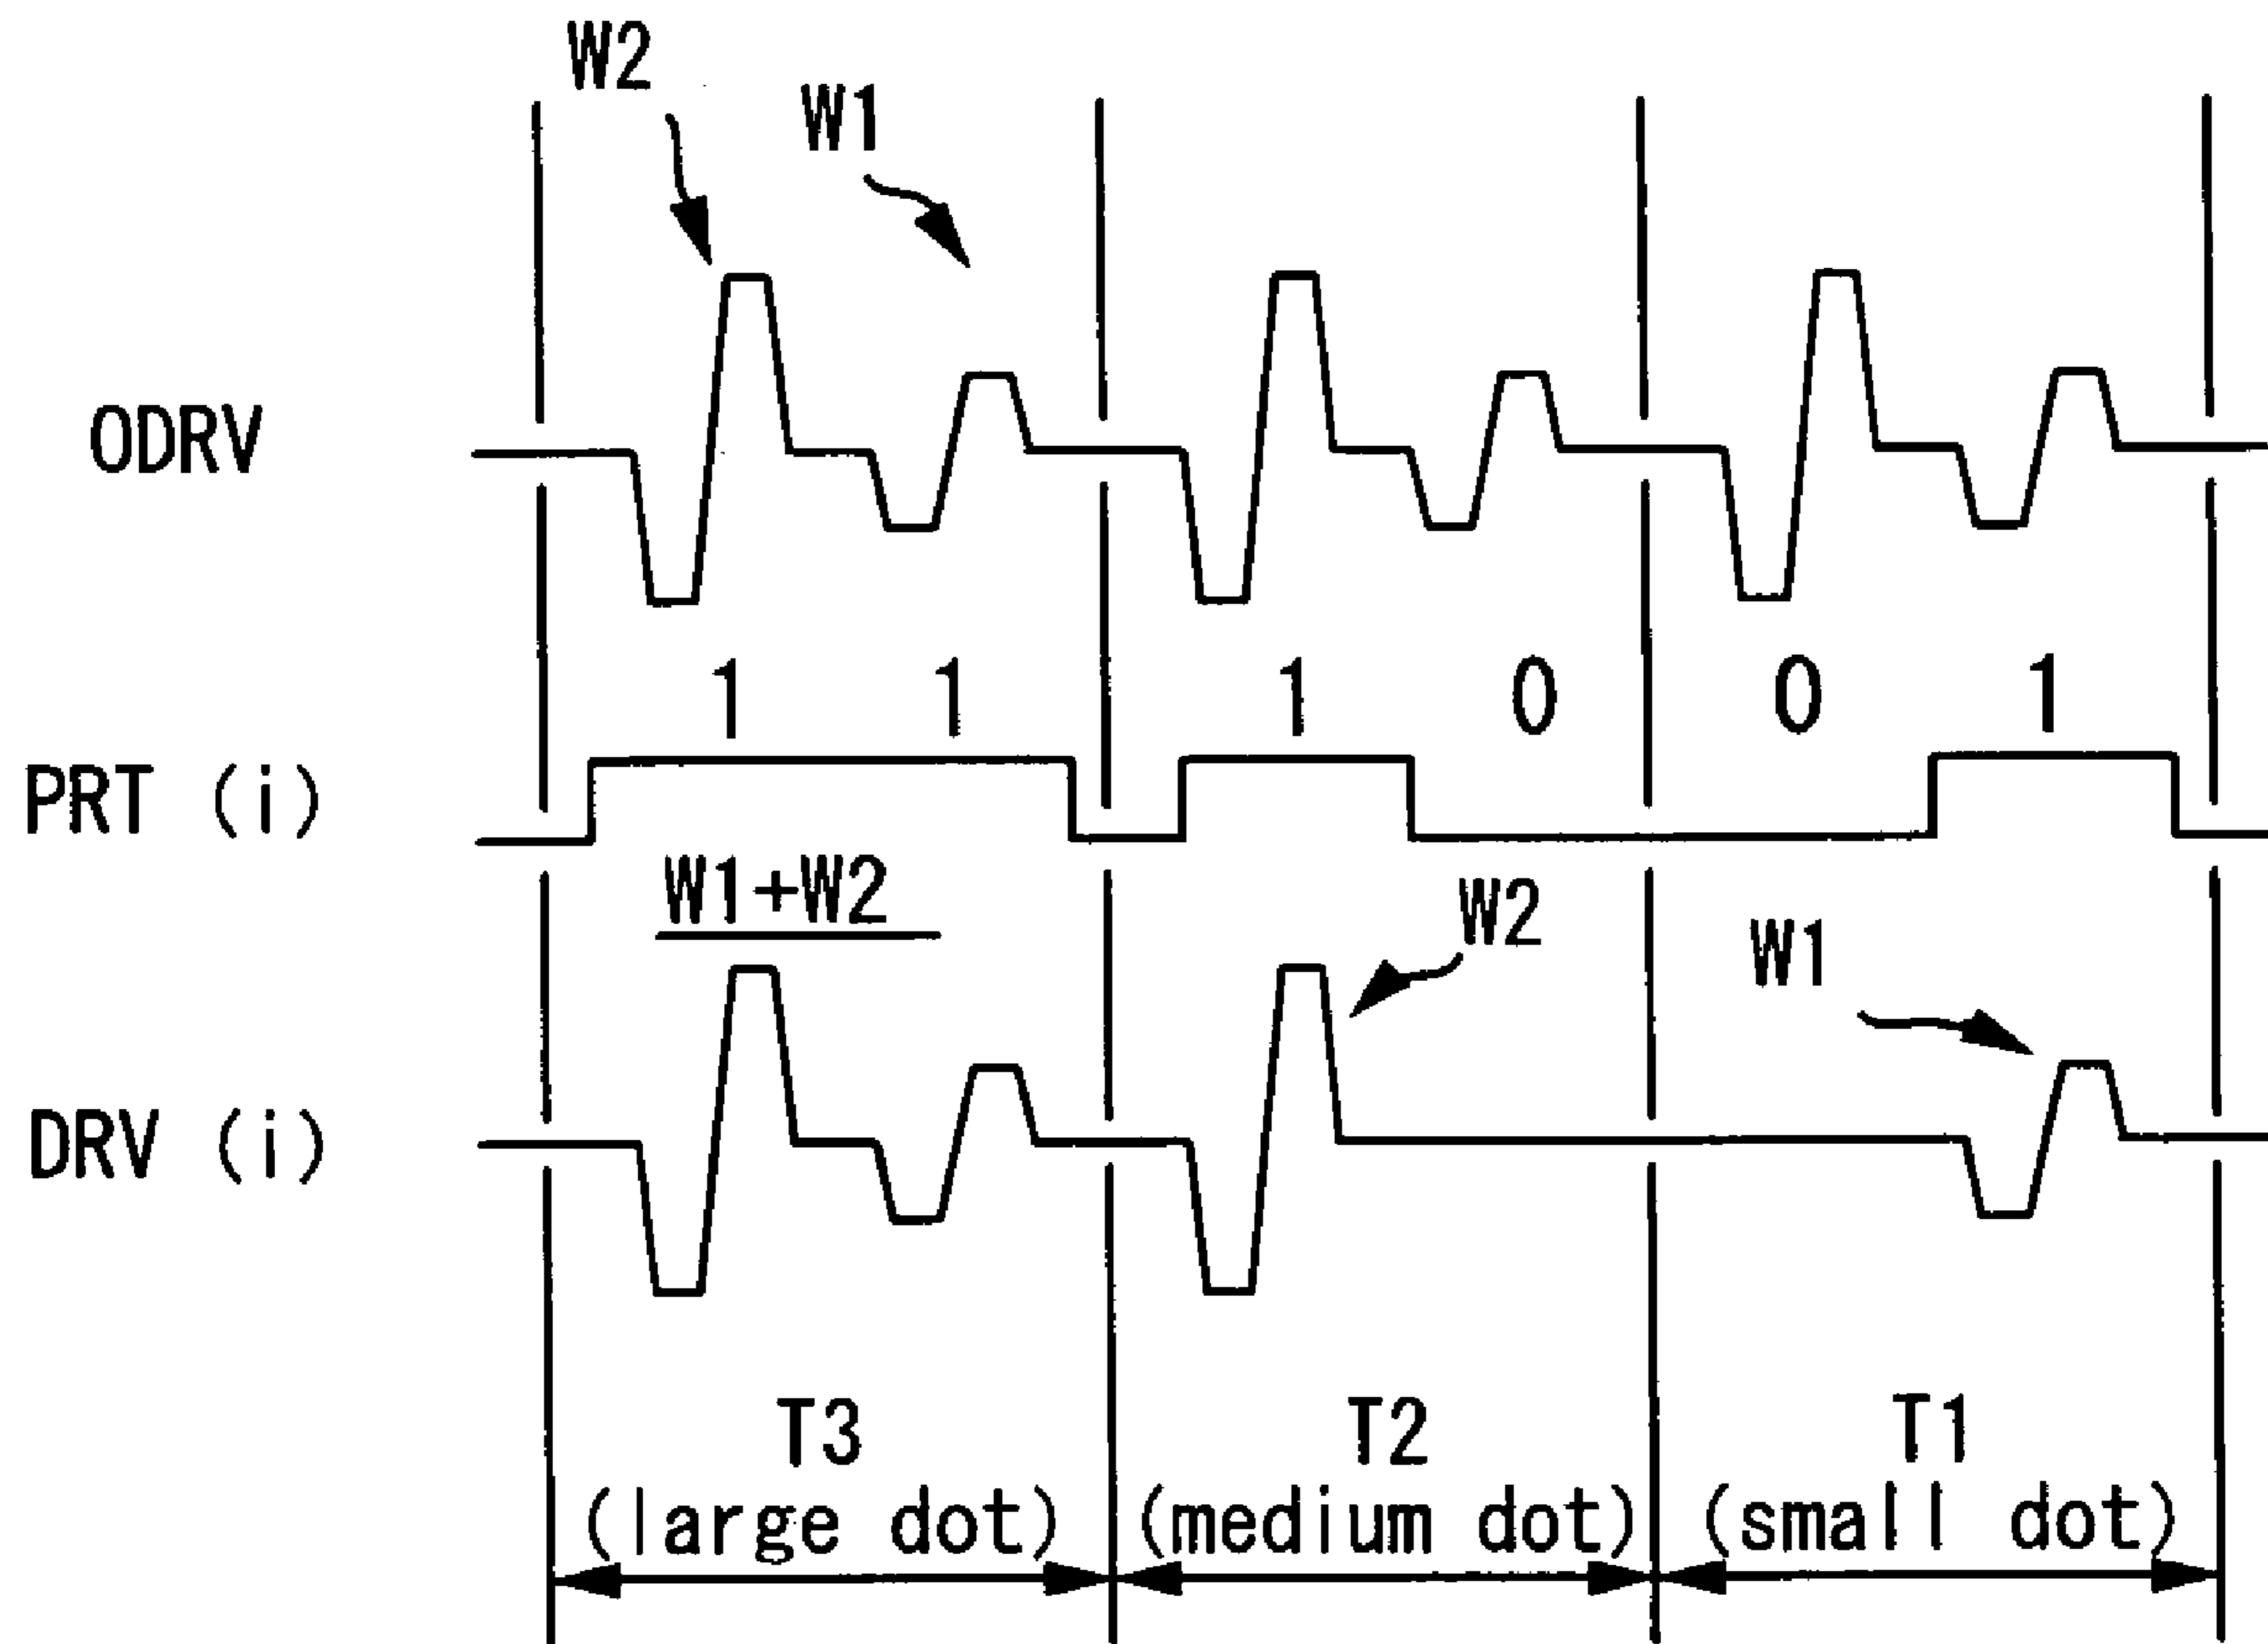 W2
W1
ODRV
1 1 1 0 0 1
PRT (i)
W1+W2
W2
W1
DRV (i)
T3 T2 T1
(large dot) (medium dot) (small dot)